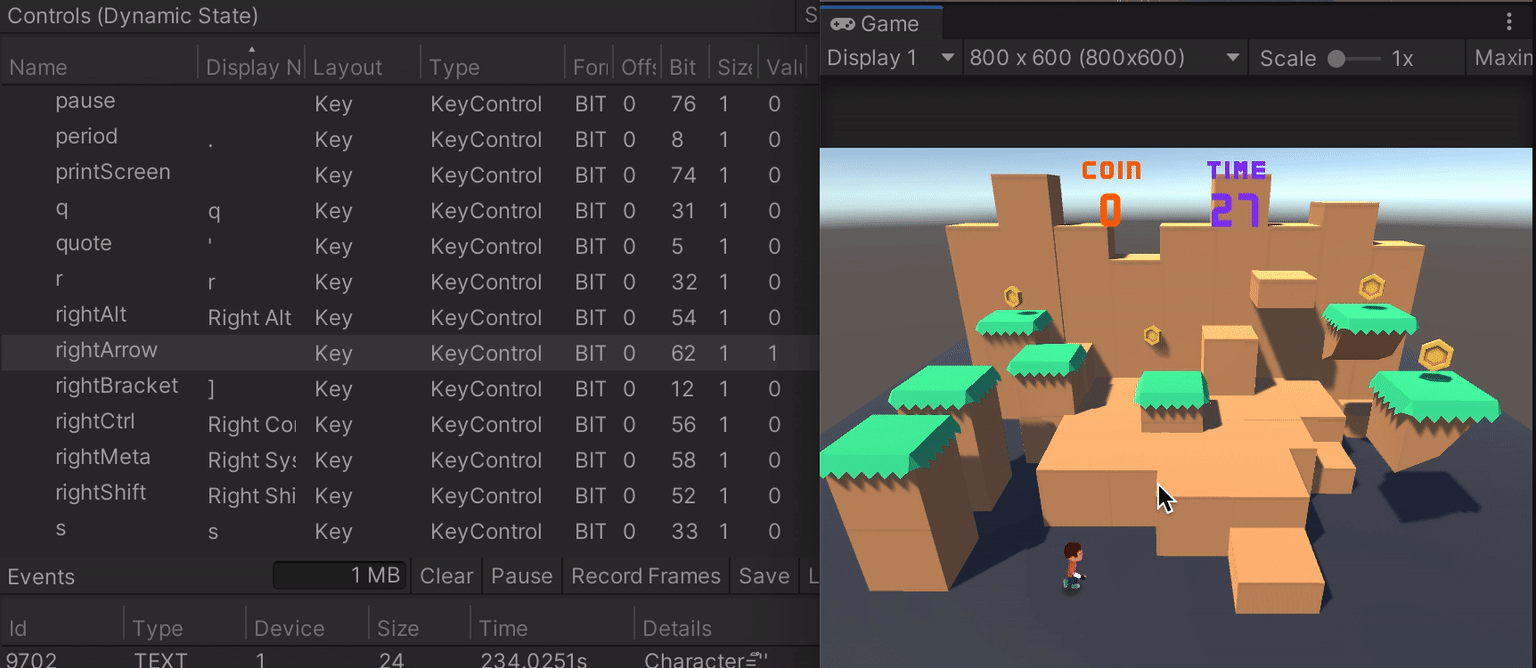 Controls (Dynamic State) S
Name Display N Layout Type For Offs Bit Size Valu
pause Key KeyControl BIT 0 76 1 0
period . Key KeyControl BIT 0 8 1 0
printScreen Key KeyControl BIT 0 74 1 0
q q Key KeyControl BIT 0 31 1 0
quote ' Key KeyControl BIT 0 5 1 0
r r Key KeyControl BIT 0 32 1 0
rightAlt Right Alt Key KeyControl BIT 0 54 1 0
rightArrow Key KeyControl BIT 0 62 1 1
rightBracket ] Key KeyControl BIT 0 12 1 0
rightCtrl Right Co Key KeyControl BIT 0 56 1 0
rightMeta Right Sys Key KeyControl BIT 0 58 1 0
rightShift Right Shi Key KeyControl BIT 0 52 1 0
s s Key KeyControl BIT 0 33 1 0
Events 1 MB Clear Pause Record Frames Save L
Id Type Device Size Time Details
9702 TEXT 1 24 234.0251s
Game
Display 1 800 x 600 (800x600) Scale 1x Maxin
COIN TIME
0 27